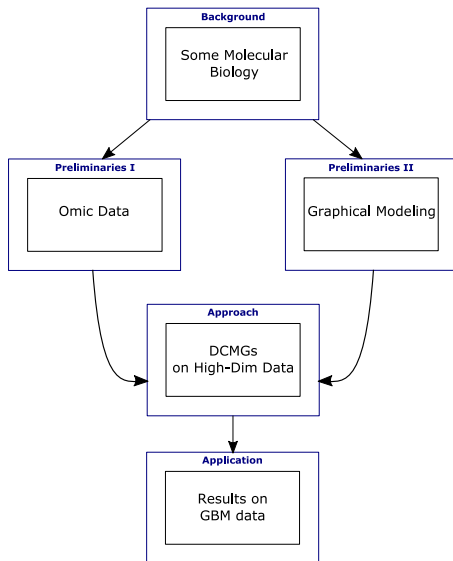 Background
Some Molecular
Biology
Preliminaries I
Omic Data
Preliminaries II
Graphical Modeling
Approach
DCMGs
on High-Dim Data
Application
Results on
GBM data